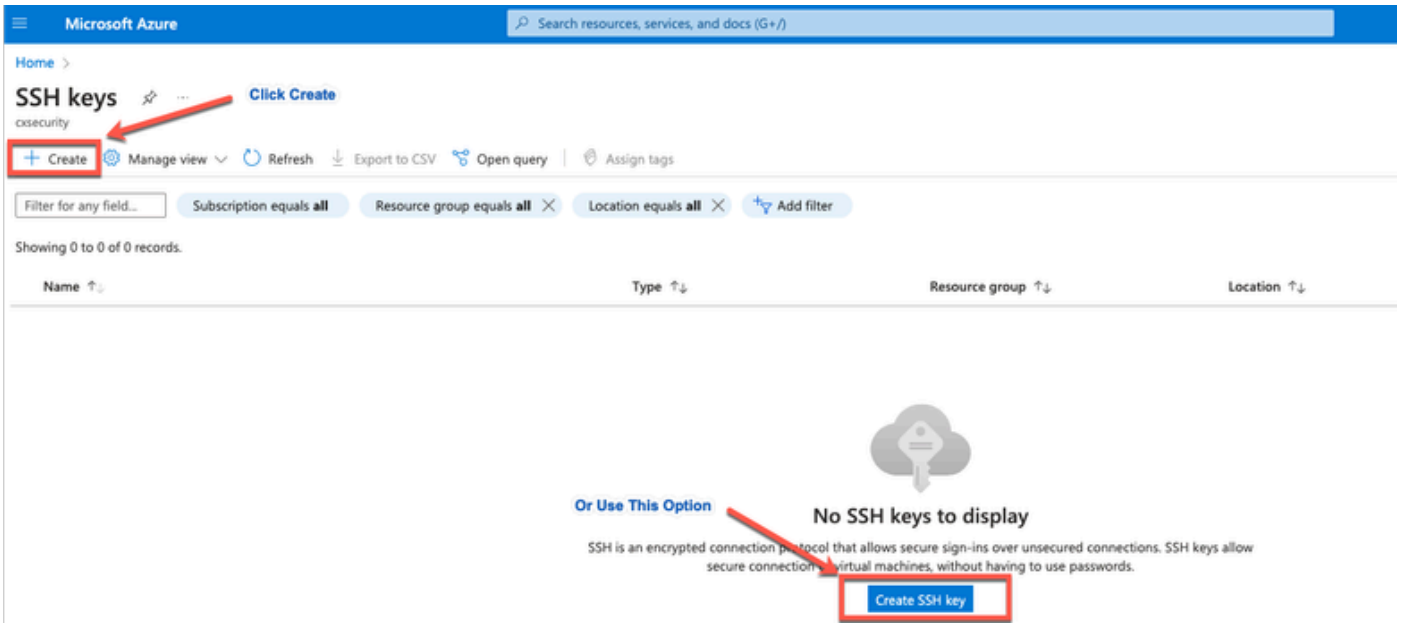 Microsoft Azure
Search resources, services, and docs (G+/)
Home >
SSH keys
Click Create
cxsecurity
Create Manage view Refresh Export to CSV Open query Assign tags
Filter for any field... Subscription equals all Resource group equals all Location equals all Add filter
Showing 0 to 0 of 0 records.
Name Type Resource group Location
Or Use This Option
No SSH keys to display
SSH is an encrypted connection protocol that allows secure sign-ins over unsecured connections. SSH keys allow
secure connection virtual machines, without having to use passwords.
Create SSH key